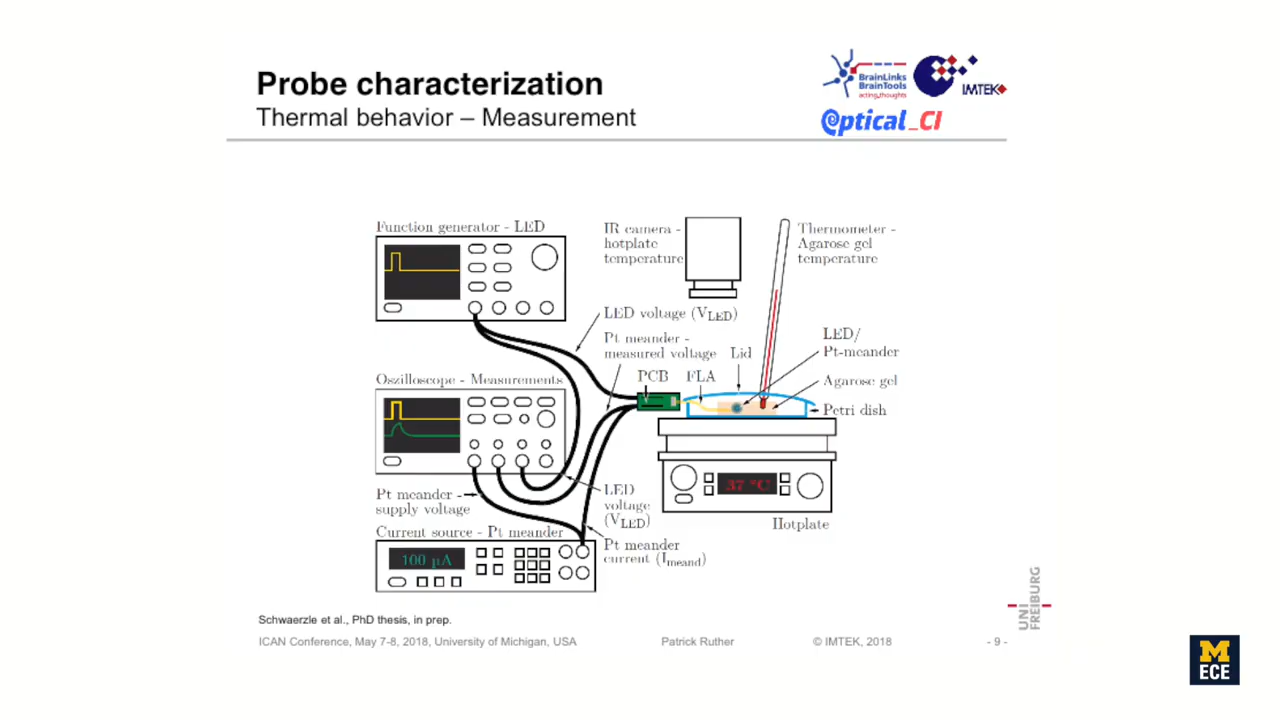 Probe characterization
Thermal behavior – Measurement
BrainLinks
BrainTools
acting_thoughts
IMTEK
Optical_CI
Function generator - LED
IR camera -
hotplate
temperature
Thermometer -
Agarose gel
temperature
LED voltage (VLED)
Pt meander -
measured voltage
Lid
LED/
Pt-meander
PCB
FLA
Agarose gel
Petri dish
Oszilloscope - Measurements
37 °C
Hotplate
Pt meander -
supply voltage
LED
voltage
(VLED)
Current source - Pt meander
100 µA
Pt meander
current (Imeand)
UNI
FREIBURG
Schwaerzle et al., PhD thesis, in prep.
ICAN Conference, May 7-8, 2018, University of Michigan, USA
Patrick Ruther
© IMTEK, 2018
- 9 -
M
ECE